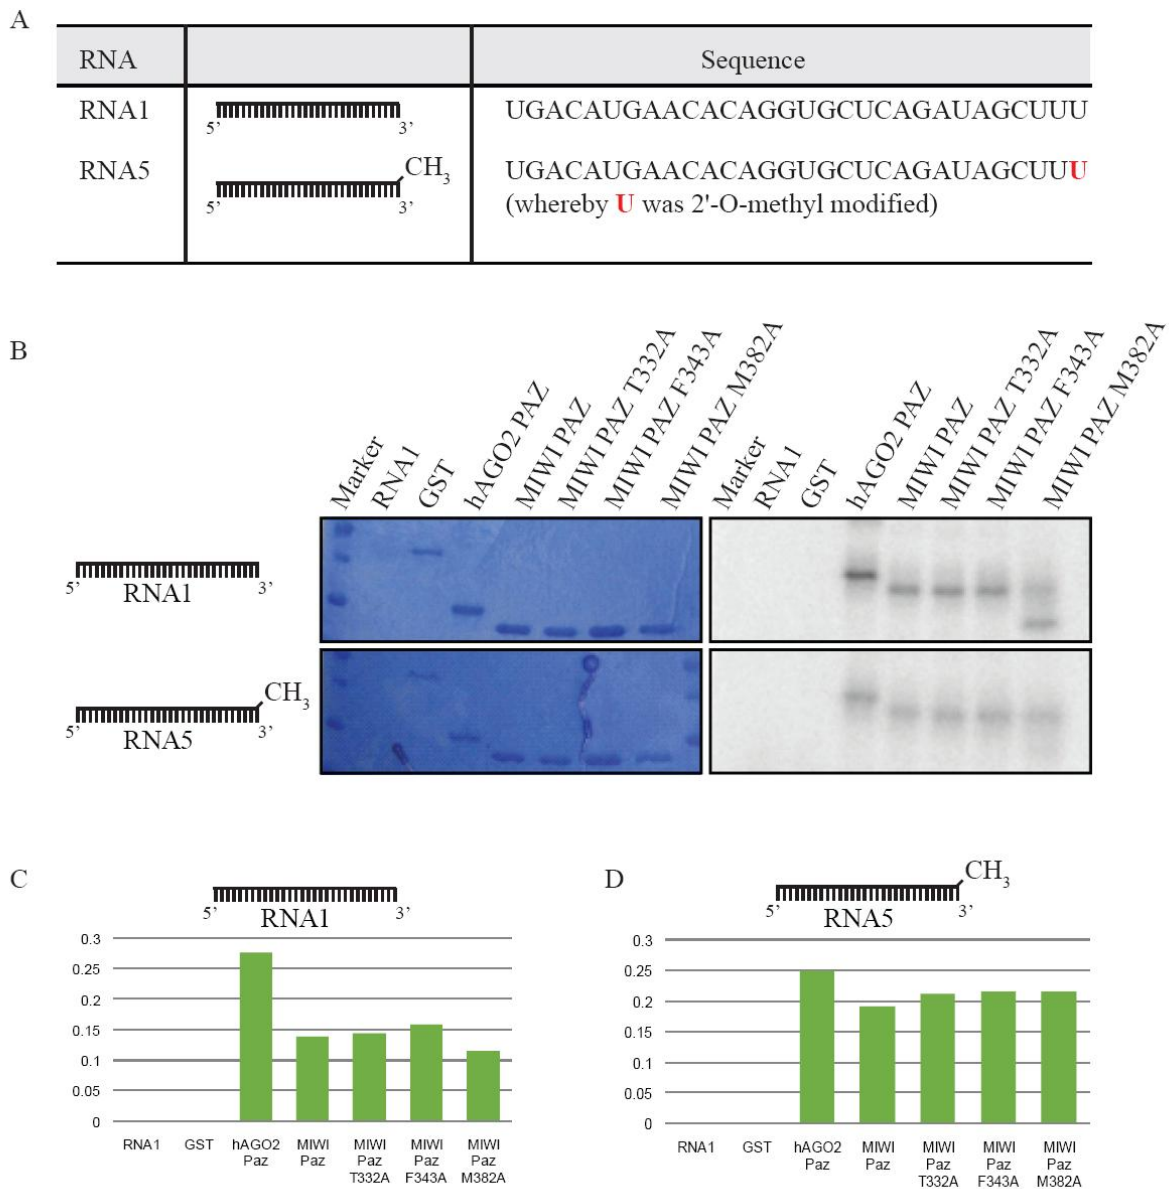 A
RNA Sequence
RNA1 5’ 3’ UGACAUGAACACAGGUGCUCAGAUAGCUUU
RNA5 5’ 3’ CH3 UGACAUGAACACAGGUGCUCAGAUAGCUUU
(whereby U was 2'-O-methyl modified)
B
Marker RNA1 GST hAGO2 PAZ MIWI PAZ MIWI PAZ T332A MIWI PAZ F343A MIWI PAZ M382A
Marker RNA1 GST hAGO2 PAZ MIWI PAZ MIWI PAZ T332A MIWI PAZ F343A MIWI PAZ M382A
5’ RNA1 3’
CH3
5’ RNA5 3’
C
5’ RNA1 3’
0.3
0.25
0.2
0.15
0.1
0.05
0
RNA1 GST hAGO2 MIWI MIWI MIWI MIWI
Paz Paz Paz Paz Paz
T332A F343A M382A
D
CH3
5’ RNA5 3’
0.3
0.25
0.2
0.15
0.1
0.05
0
RNA1 GST hAGO2 MIWI MIWI MIWI MIWI
Paz Paz Paz Paz Paz
T332A F343A M382A